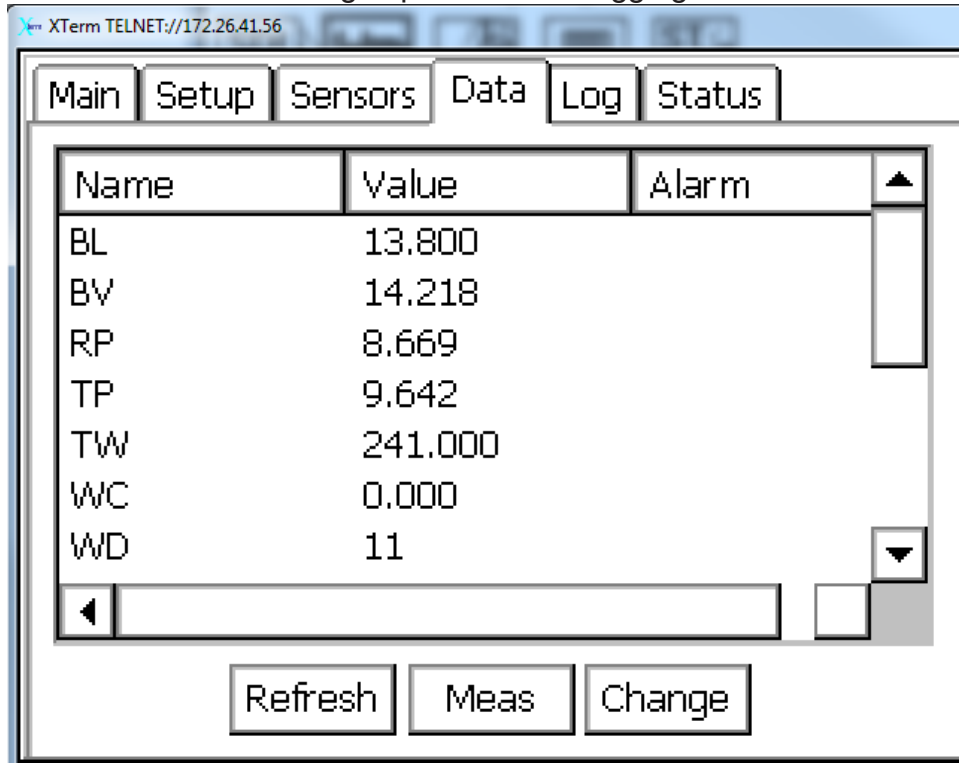 XTerm TELNET://172.26.41.56
Main Setup Sensors Data Log Status
Name Value Alarm
BL 13.800
BV 14.218
RP 8.669
TP 9.642
TW 241.000
WC 0.000
WD 11
Refresh Meas Change